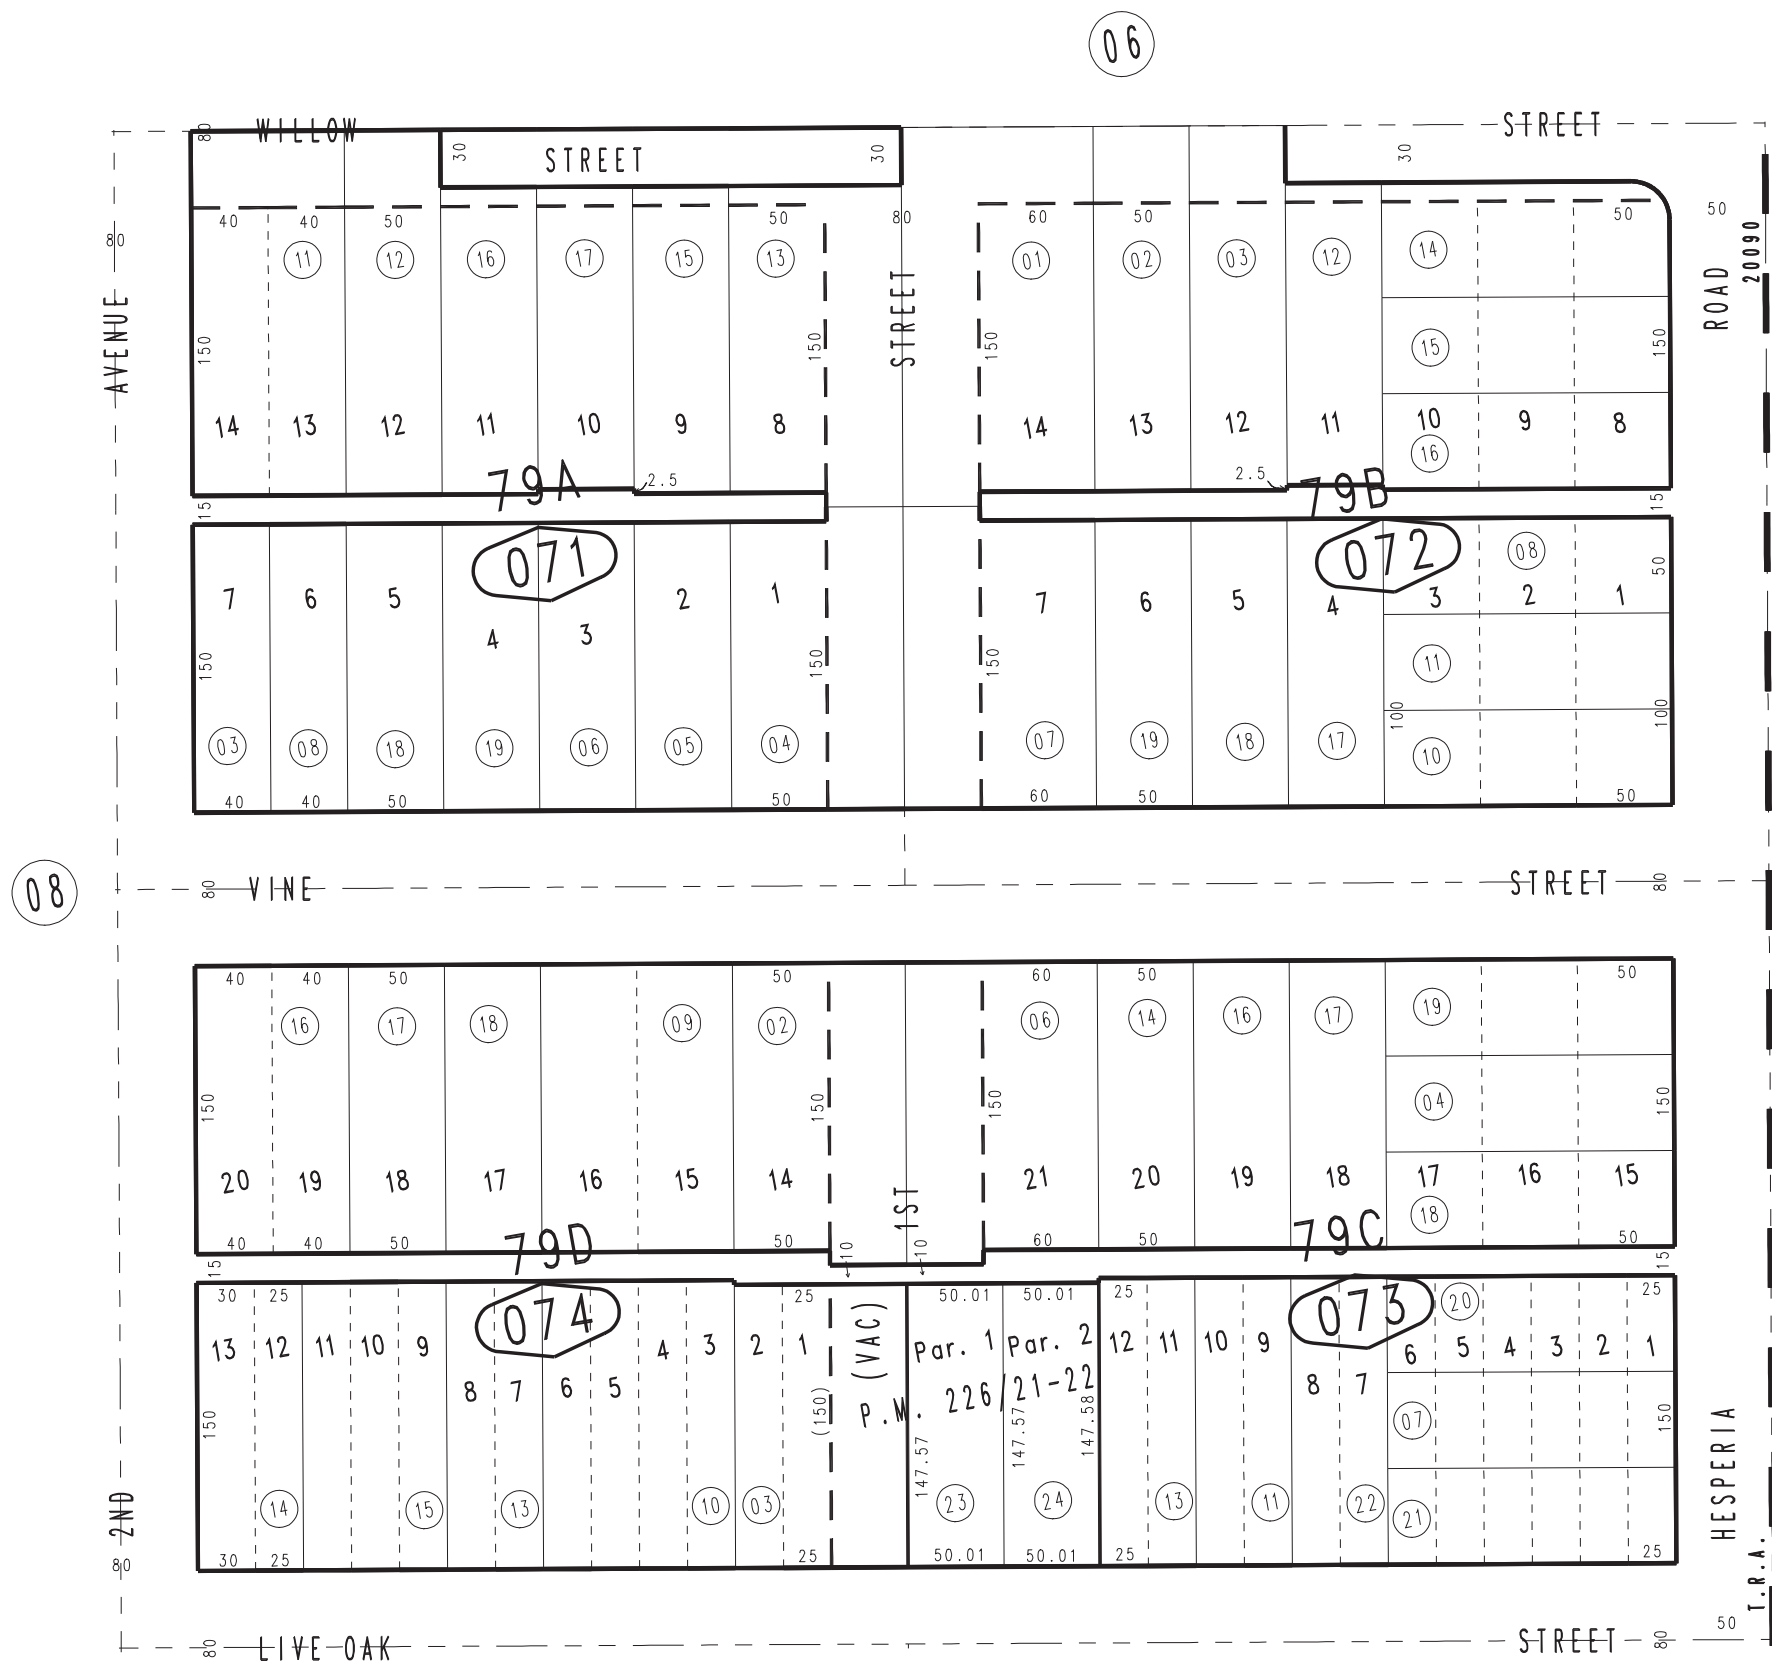 06
80 WILLOW STREET
30 STREET 30 30
40 40 50 50 80 60 50 50 50
80
11 12 16 17 15 13 01 02 03 12 14
20090
AVENUE STREET ROAD
150 150 150 15 150
14 13 12 11 10 9 8 14 13 12 11 10 9 8
16
79A 2.5 2.5 79B
15 15
071 072 08 50
7 6 5 2 1 7 6 5 4 3 2 1
4 3
150 150 150 11
100 100
03 08 18 19 06 05 04 07 19 18 17 10
40 40 50 50 60 50 50
08
80 VINE STREET 80
40 40 50 50 60 50 50
16 17 18 09 02 06 14 16 17 19
150 150 150 04 150
20 19 18 17 16 15 14 21 20 19 18 17 16 15
1ST 18
40 40 50 50 60 50 50
79D 10 10 79C
15 15
30 25 25 50.01 50.01 25 25
074 073 20
13 12 11 10 9 4 3 2 1 (VAC) Par. 1 Par. 2 12 11 10 9 6 5 4 3 2 1
8 7 6 5 8 7
P.M. 226/21-22
150 (150) 147.57 147.57 147.58 07 150
HESPERIA
2ND
14 15 13 10 03 23 24 13 11 22 21
30 25 25 50.01 50.01 25 25
80
T.R.A.
50
80 LIVE OAK STREET 80